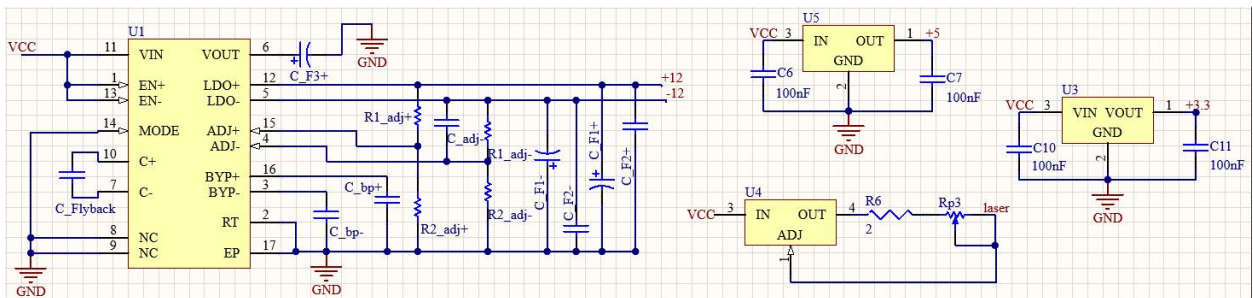 U1
VCC
11
VIN
VOUT
6
C_F3+
GND
1
EN+
13
EN-
LDO+
12
LDO-
5
+12
-12
14
MODE
ADJ+
15
ADJ-
4
R1_adj+
C_adj-
R1_adj-
C_F1-
C_F2-
C_F1+
C_F2+
10
C+
7
C-
C_Flyback
BYP+
16
BYP-
3
C_bp+
C_bp-
R2_adj+
R2_adj-
RT
2
8
NC
9
NC
EP
17
GND
GND
U5
VCC
3
IN
OUT
1
+5
GND
2
C6
100nF
C7
100nF
GND
U3
VCC
3
VIN
VOUT
1
+3.3
GND
2
C10
100nF
C11
100nF
GND
U4
VCC
3
IN
OUT
4
ADJ
1
R6
2
Rp3
laser